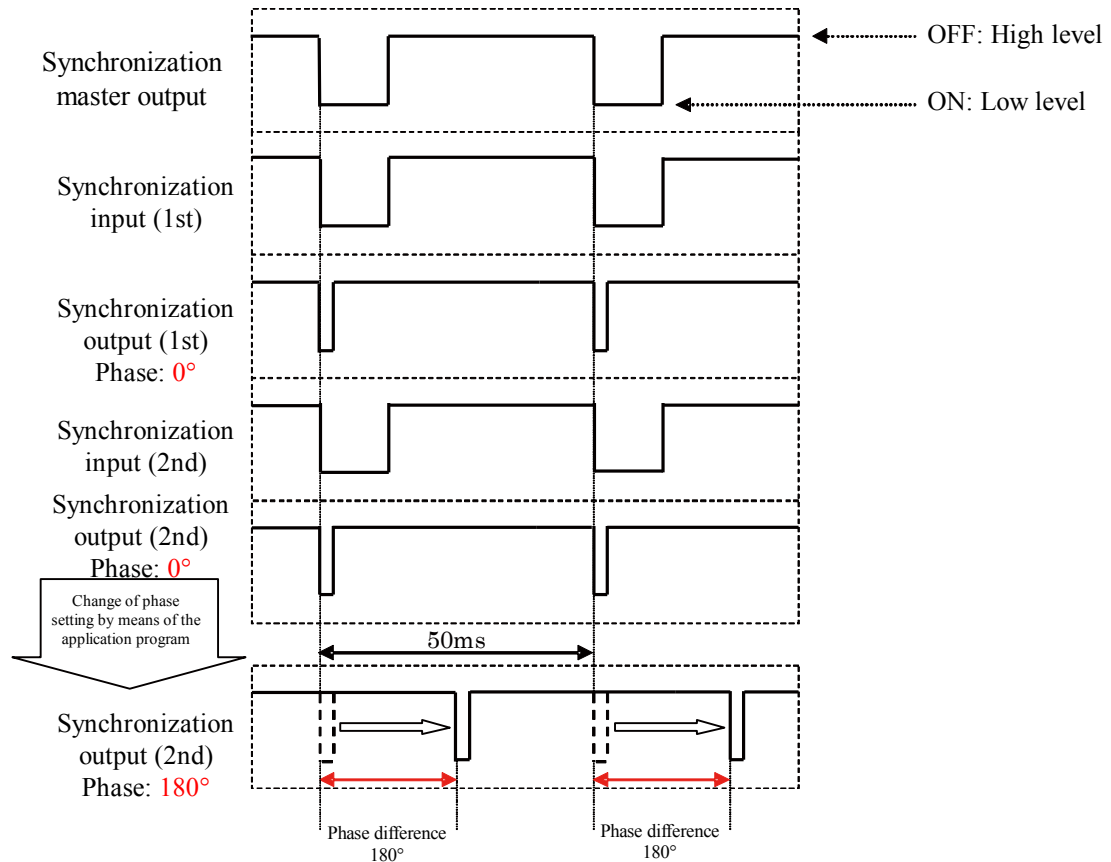 OFF: High level
Synchronization
master output
ON: Low level
Synchronization
input (1st)
Synchronization
output (1st)
Phase: 0°
Synchronization
input (2nd)
Synchronization
output (2nd)
Phase: 0°
Change of phase
setting by means of the
application program
50ms
Synchronization
output (2nd)
Phase: 180°
Phase difference
180°
Phase difference
180°